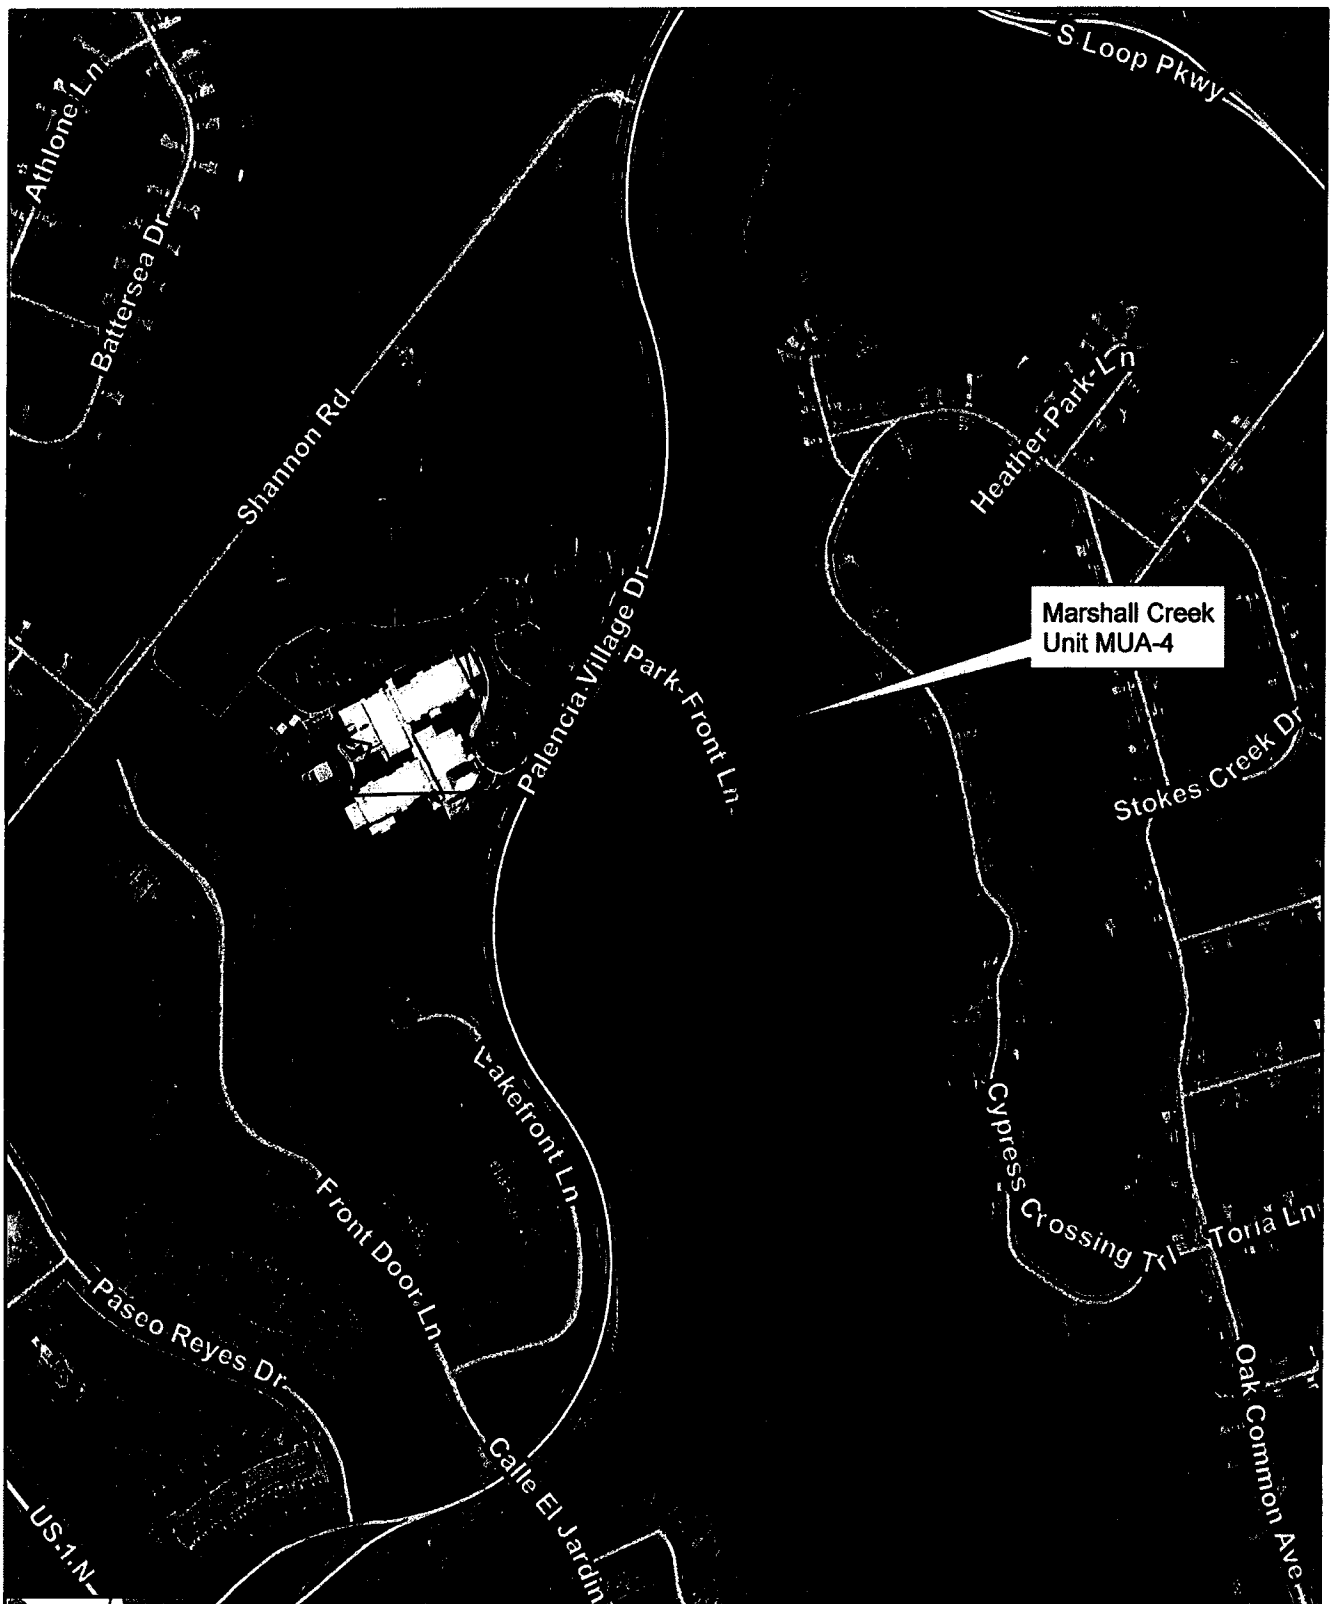 S Loop Pkwy
Athlone Ln
Battersea Dr
Shannon Rd
Heather Park Ln
Palencia Village Dr
Marshall Creek
Unit MUA-4
Park Front Ln
Stokes Creek Dr
Lakefront Ln
Cypress Crossing Trl
Front Door Ln
Toria Ln
Paseo Reyes Dr
Oak Common Ave
Calle El Jardin
US 1 N